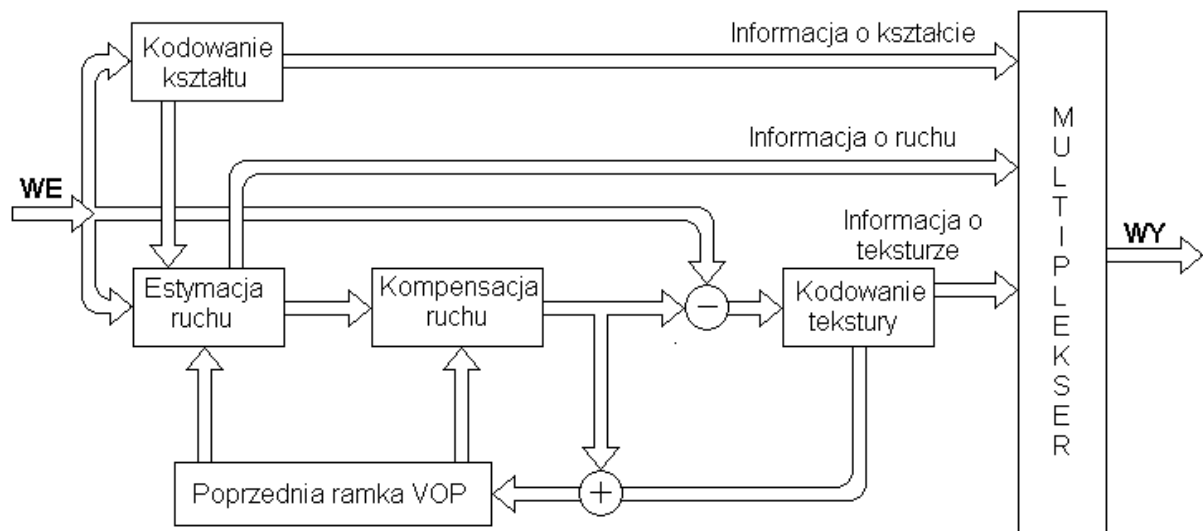 Kodowanie
kształtu
Informacja o kształcie
Informacja o ruchu
WE
Informacja o
teksturze
Estymacja
ruchu
Kompensacja
ruchu
−
Kodowanie
tekstury
MULTIPLEKSER
WY
Poprzednia ramka VOP
+